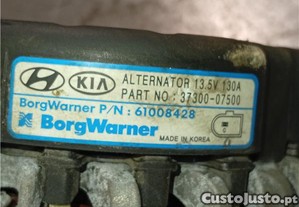 KIA ALTERNATOR 13.5V 130A
PART NO : 37300-07500
BorgWarner P/N : 61008428
BorgWarner
MADE IN KOREA
CustoJusto.pt